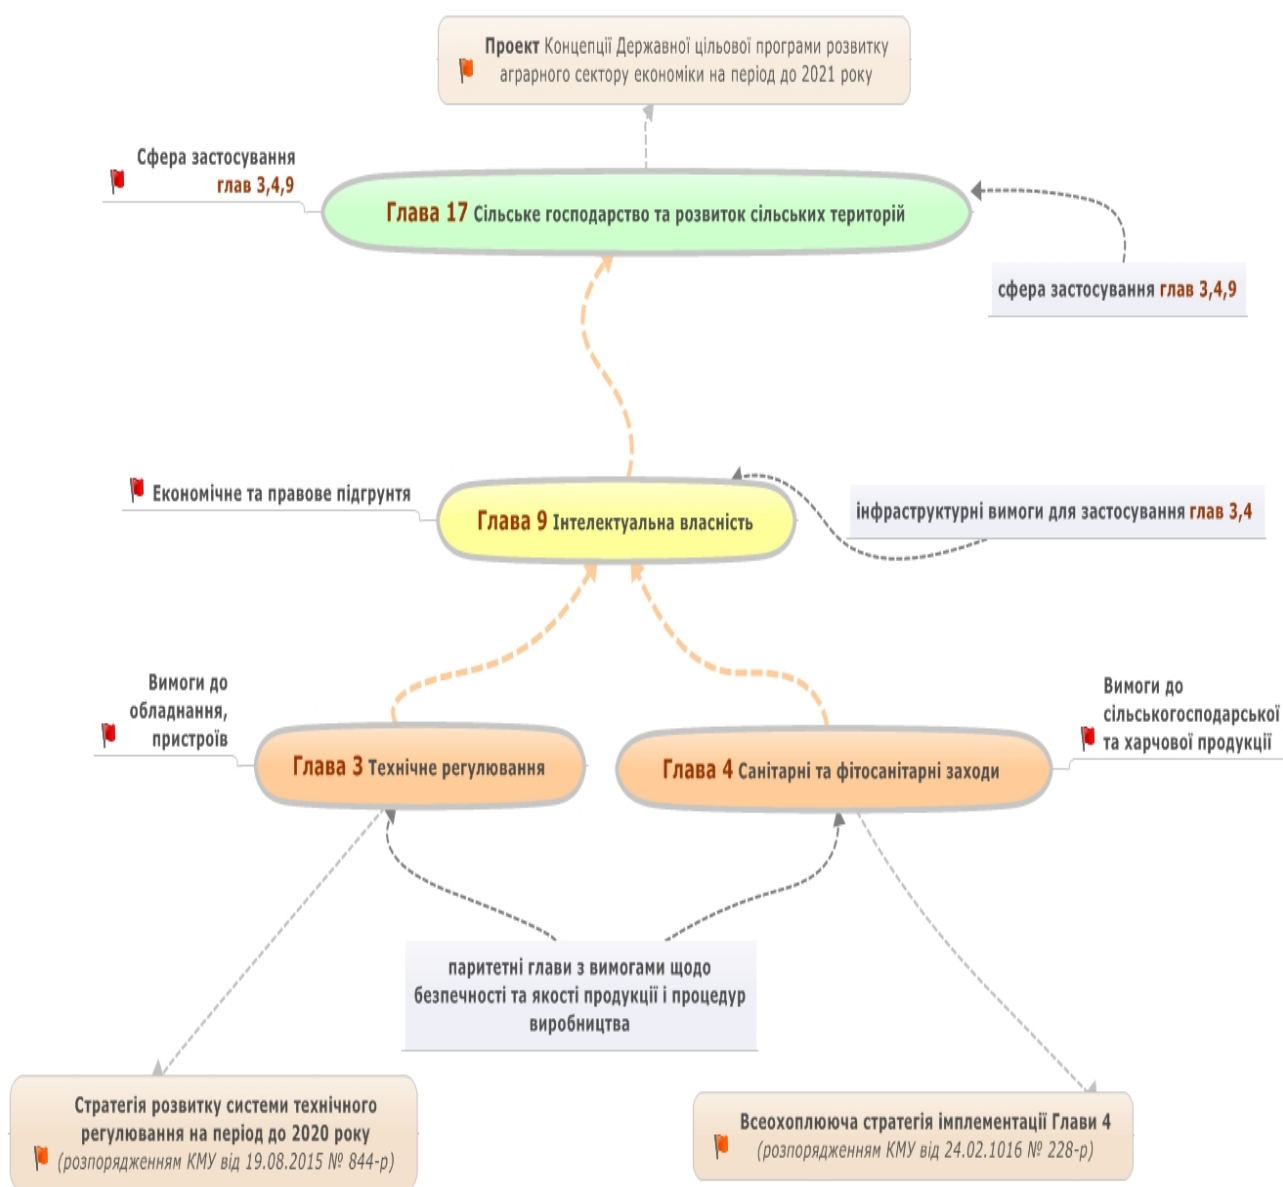 Проект Концепції Державної цільової програми розвитку
аграрного сектору економіки на період до 2021 року
Сфера застосування
глав 3,4,9
Глава 17 Сільське господарство та розвиток сільських територій
сфера застосування глав 3,4,9
Економічне та правове підгрунтя
Глава 9 Інтелектуальна власність
інфраструктурні вимоги для застосування глав 3,4
Вимоги до
обладнання,
пристроїв
Глава 3 Технічне регулювання
Глава 4 Санітарні та фітосанітарні заходи
Вимоги до
сільськогосподарської
та харчової продукції
паритетні глави з вимогами щодо
безпечності та якості продукції і процедур
виробництва
Стратегія розвитку системи технічного
регулювання на період до 2020 року
(розпорядженням КМУ від 19.08.2015 № 844-р)
Всеохоплююча стратегія імплементації Глави 4
(розпорядженням КМУ від 24.02.1016 № 228-р)